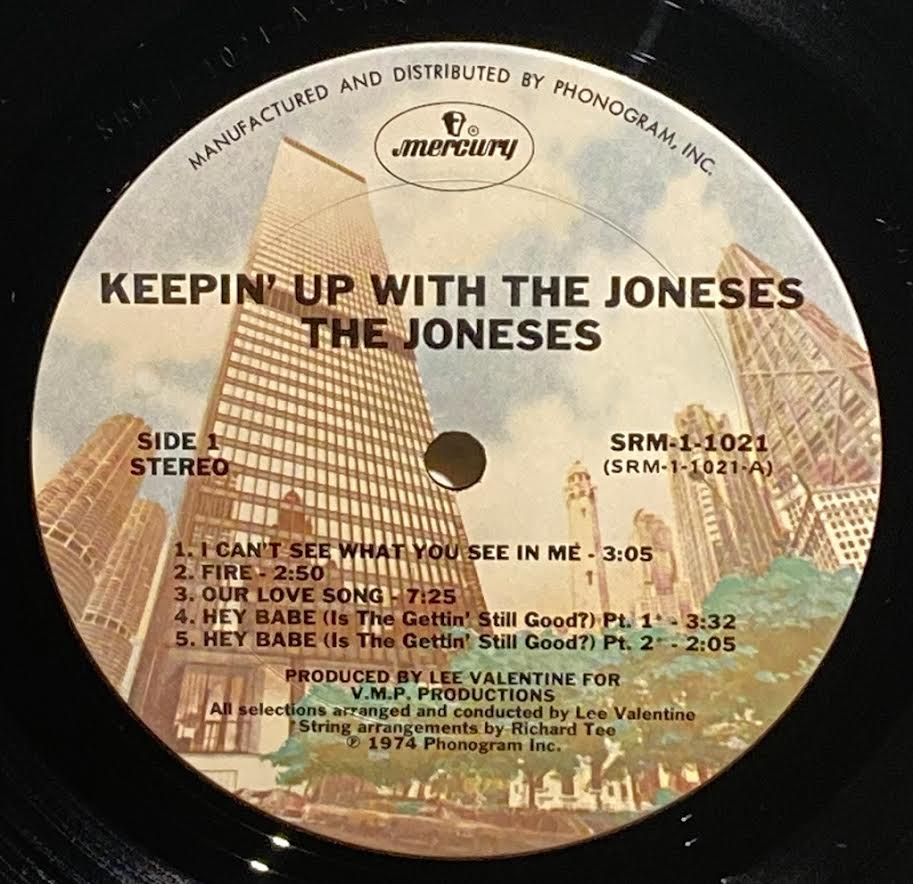 SRM-1-1021 A
MANUFACTURED AND DISTRIBUTED BY PHONOGRAM, INC.
mercury ®
KEEPIN' UP WITH THE JONESES
THE JONESES
SIDE 1
STEREO
SRM-1-1021
(SRM-1-1021-A)
1. I CAN'T SEE WHAT YOU SEE IN ME - 3:05
2. FIRE - 2:50
3. OUR LOVE SONG - 7:25
4. HEY BABE (Is The Gettin' Still Good?) Pt. 1* - 3:32
5. HEY BABE (Is The Gettin' Still Good?) Pt. 2* - 2:05
PRODUCED BY LEE VALENTINE FOR
V.M.P. PRODUCTIONS
All selections arranged and conducted by Lee Valentine
*String arrangements by Richard Tee
℗ 1974 Phonogram Inc.